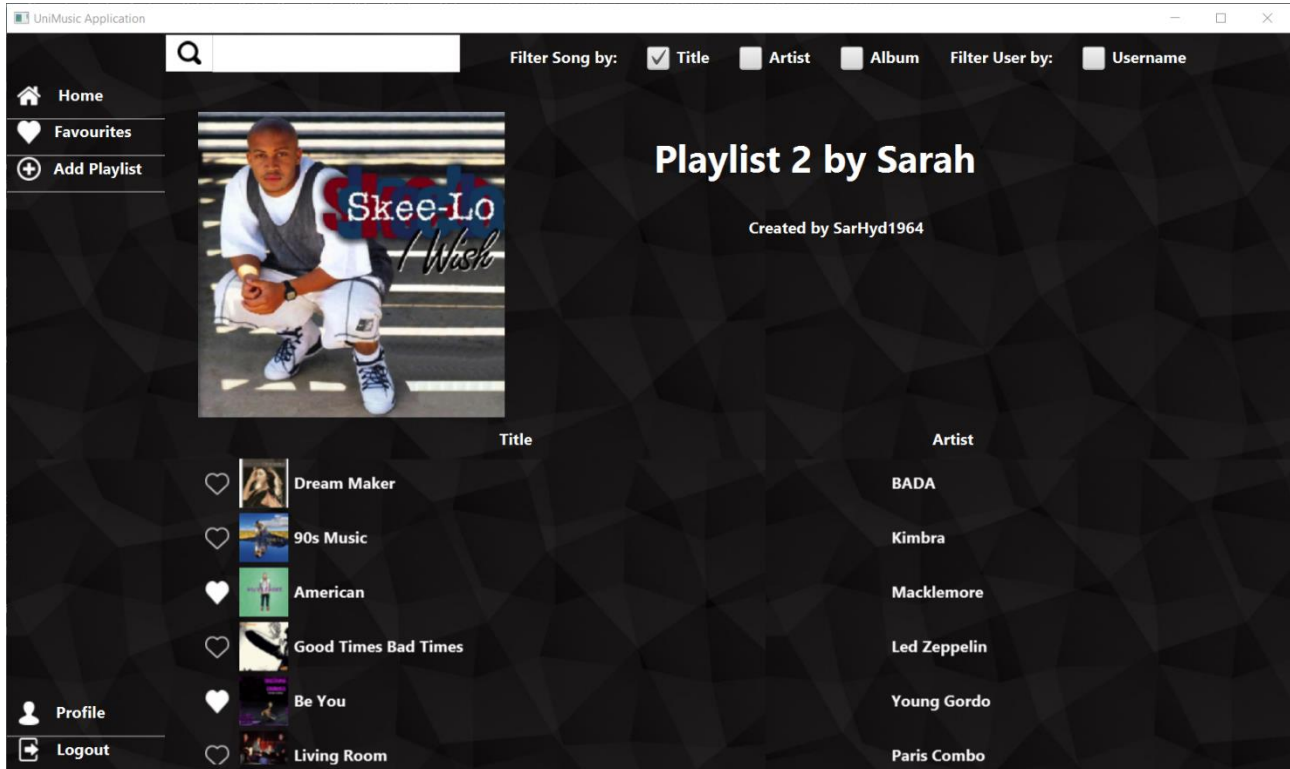 UniMusic Application
Filter Song by: Title Artist Album Filter User by: Username
Home
Favourites
Add Playlist
Skee-Lo
I Wish
Playlist 2 by Sarah
Created by SarHyd1964
Title Artist
Dream Maker BADA
90s Music Kimbra
American Macklemore
Good Times Bad Times Led Zeppelin
Be You Young Gordo
Living Room Paris Combo
Profile
Logout